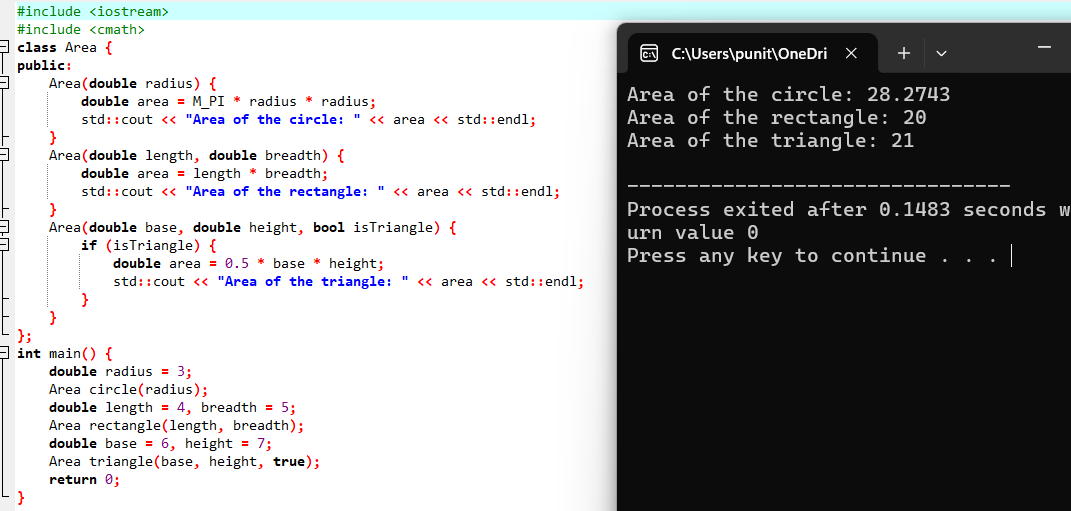 #include <iostream>
#include <cmath>
class Area {
public:
    Area(double radius) {
        double area = M_PI * radius * radius;
        std::cout << "Area of the circle: " << area << std::endl;
    }
    Area(double length, double breadth) {
        double area = length * breadth;
        std::cout << "Area of the rectangle: " << area << std::endl;
    }
    Area(double base, double height, bool isTriangle) {
        if (isTriangle) {
            double area = 0.5 * base * height;
            std::cout << "Area of the triangle: " << area << std::endl;
        }
    }
};
int main() {
    double radius = 3;
    Area circle(radius);
    double length = 4, breadth = 5;
    Area rectangle(length, breadth);
    double base = 6, height = 7;
    Area triangle(base, height, true);
    return 0;
}
C:\Users\punit\OneDri
Area of the circle: 28.2743
Area of the rectangle: 20
Area of the triangle: 21
--------------------------------
Process exited after 0.1483 seconds w
urn value 0
Press any key to continue . . .